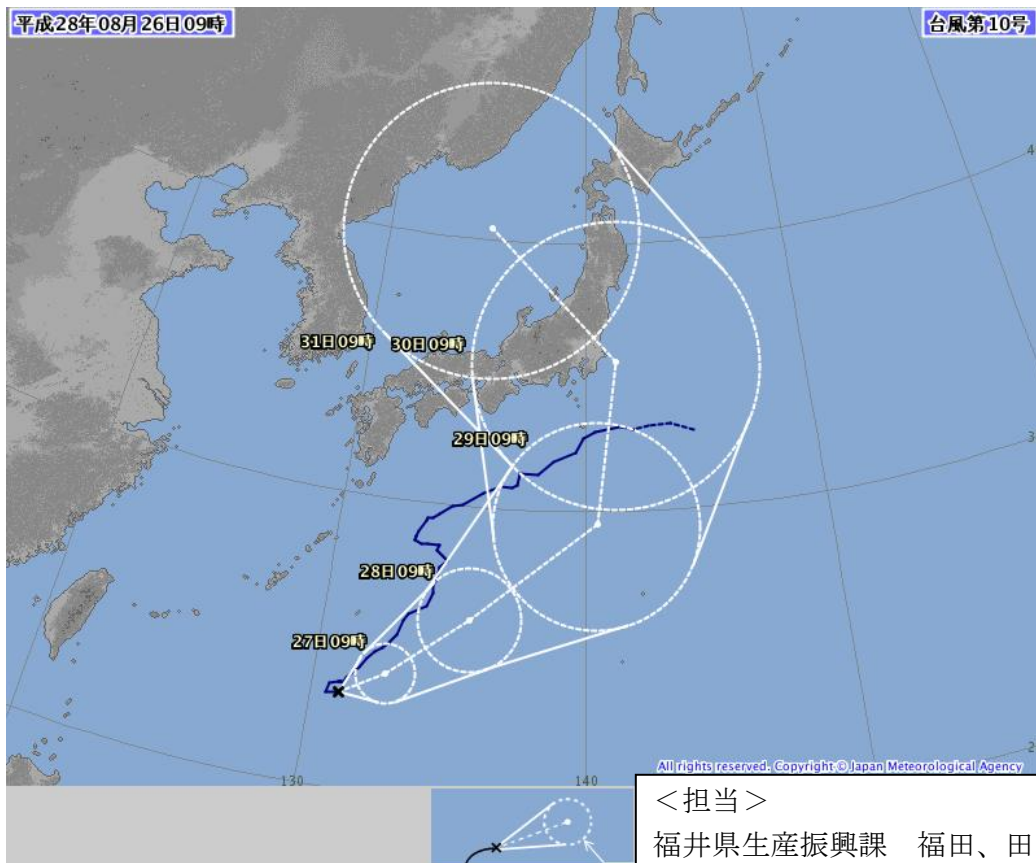 平成28年08月26日09時
台風第10号
4
31日09時
30日09時
3
29日09時
28日09時
27日09時
2
130
140
All rights reserved. Copyright © Japan Meteorological Agency
＜担当＞
福井県生産振興課　福田、田